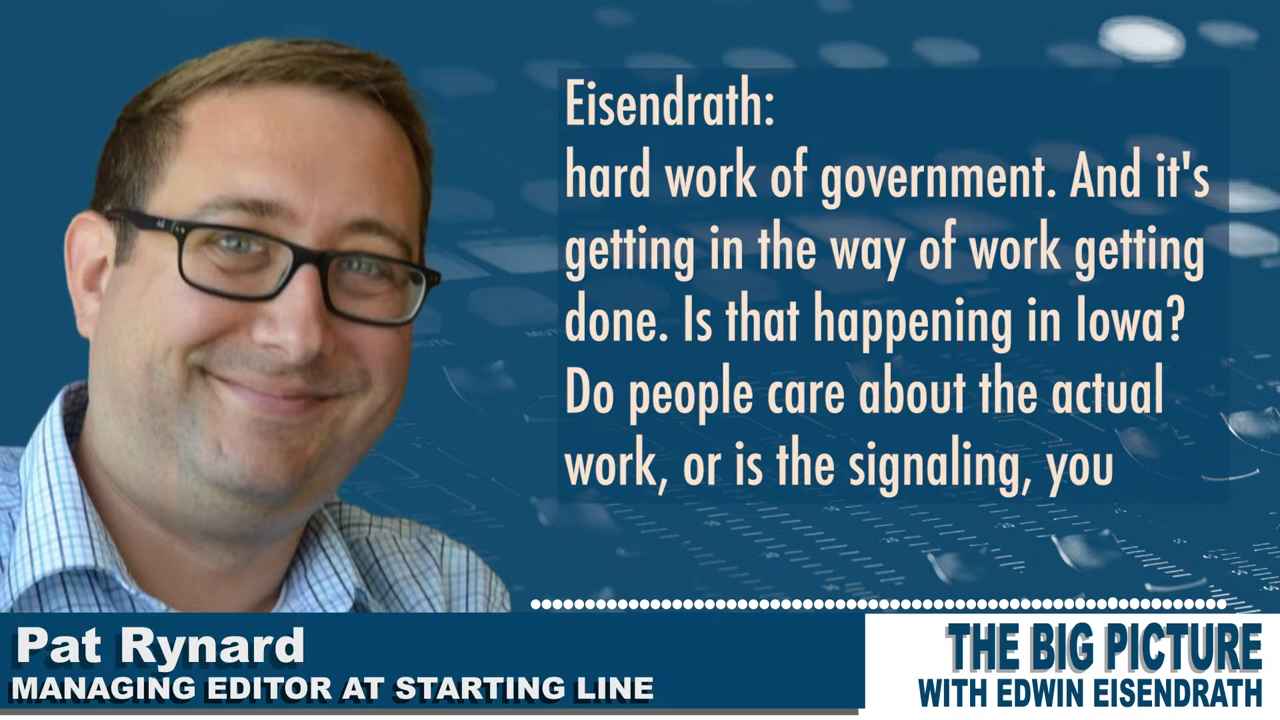 Eisendrath:
hard work of government. And it's
getting in the way of work getting
done. Is that happening in Iowa?
Do people care about the actual
work, or is the signaling, you
Pat Rynard
MANAGING EDITOR AT STARTING LINE
THE BIG PICTURE
WITH EDWIN EISENDRATH